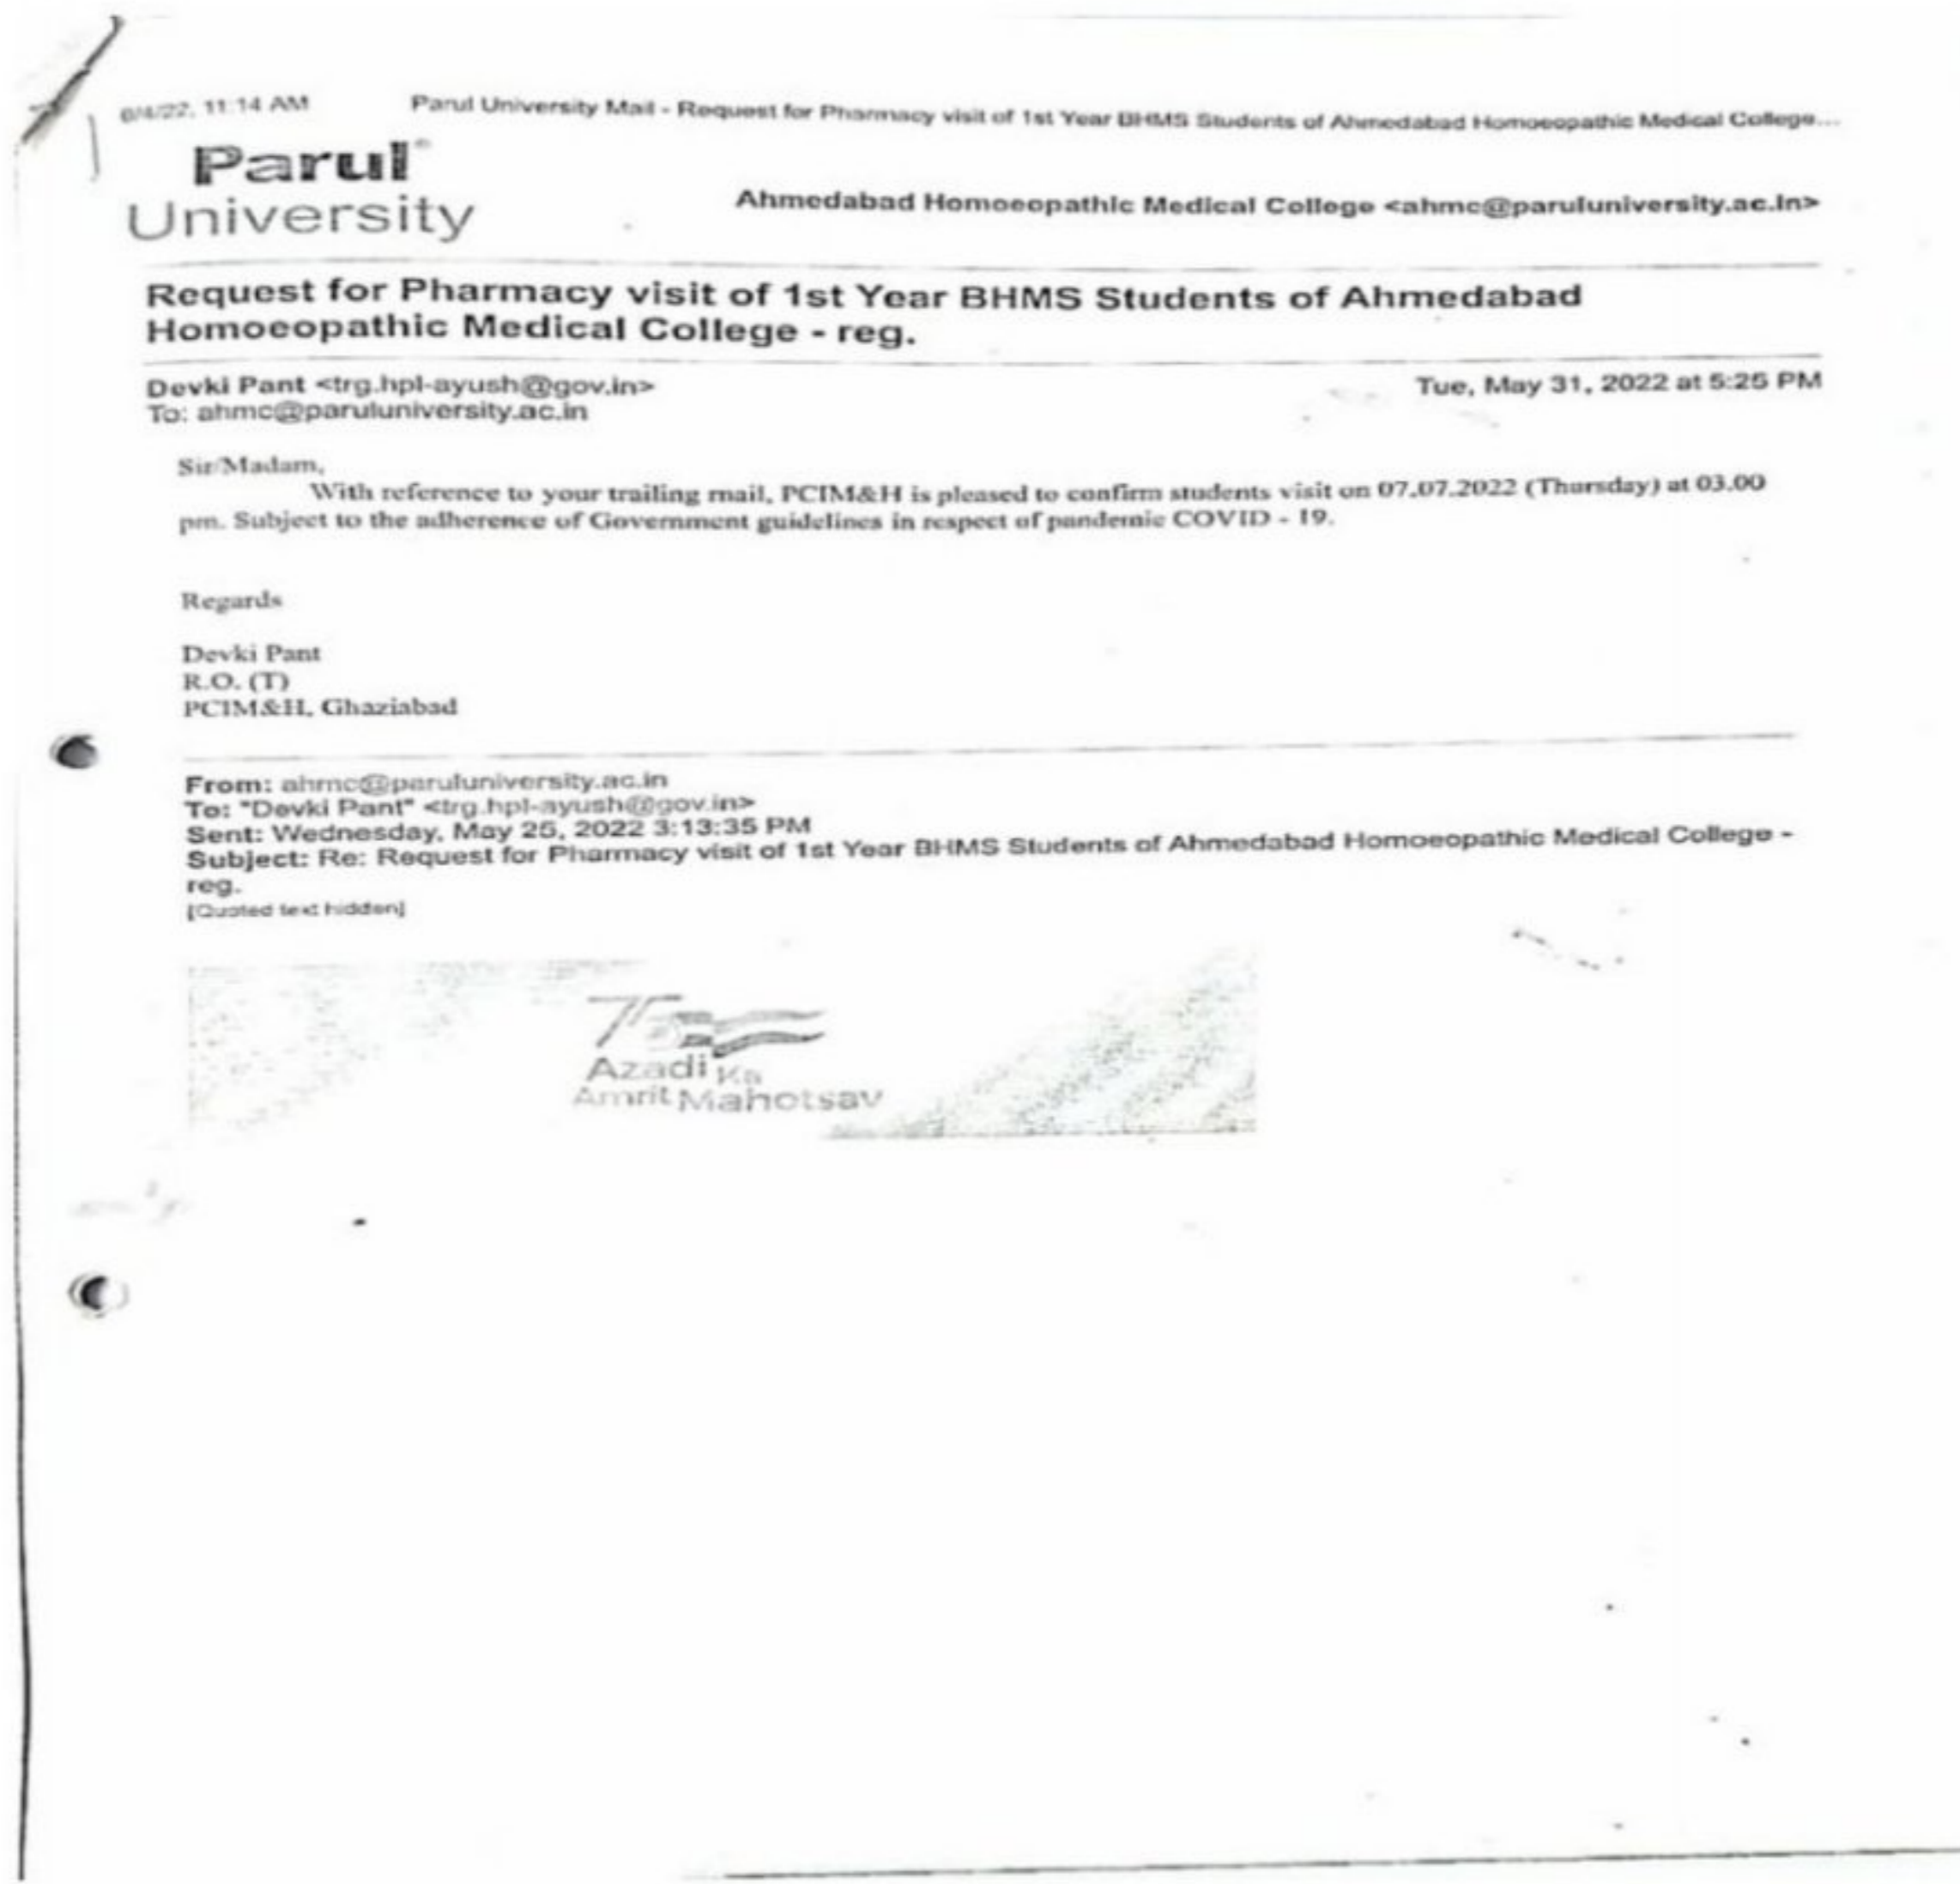 6/4/22, 11:14 AM Parul University Mail - Request for Pharmacy visit of 1st Year BHMS Students of Ahmedabad Homoeopathic Medical College...
Parul®
University
Ahmedabad Homoeopathic Medical College <ahmc@paruluniversity.ac.in>
Request for Pharmacy visit of 1st Year BHMS Students of Ahmedabad
Homoeopathic Medical College - reg.
Devki Pant <trg.hpl-ayush@gov.in> Tue, May 31, 2022 at 5:25 PM
To: ahmc@paruluniversity.ac.in
Sir/Madam,
With reference to your trailing mail, PCIM&H is pleased to confirm students visit on 07.07.2022 (Thursday) at 03.00
pm. Subject to the adherence of Government guidelines in respect of pandemic COVID - 19.
Regards
Devki Pant
R.O. (T)
PCIM&H, Ghaziabad
From: ahmc@paruluniversity.ac.in
To: "Devki Pant" <trg.hpl-ayush@gov.in>
Sent: Wednesday, May 25, 2022 3:13:35 PM
Subject: Re: Request for Pharmacy visit of 1st Year BHMS Students of Ahmedabad Homoeopathic Medical College -
reg.
[Quoted text hidden]
75
Azadi Ka
Amrit Mahotsav